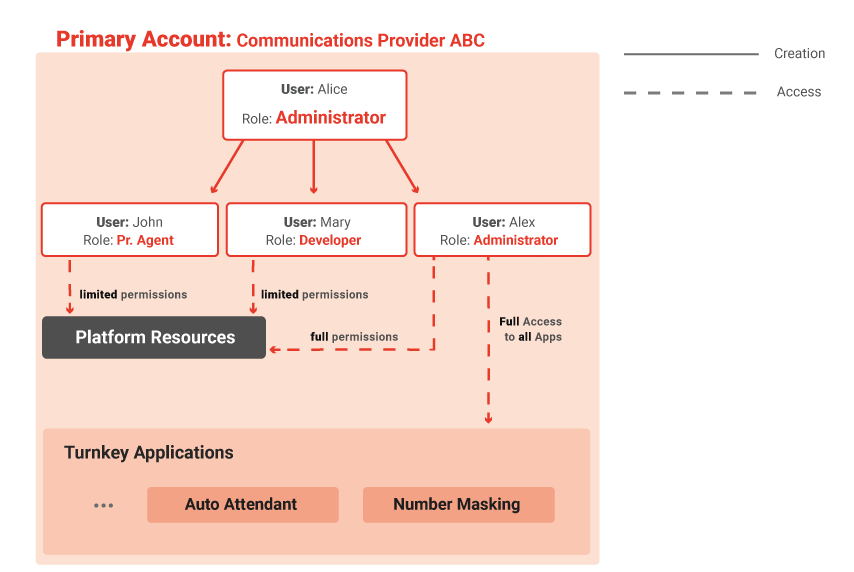 Primary Account: Communications Provider ABC
Creation
Access
User: Alice
Role: Administrator
User: John
Role: Pr. Agent
User: Mary
Role: Developer
User: Alex
Role: Administrator
limited permissions
limited permissions
Platform Resources
full permissions
Full Access
to all Apps
Turnkey Applications
...
Auto Attendant
Number Masking